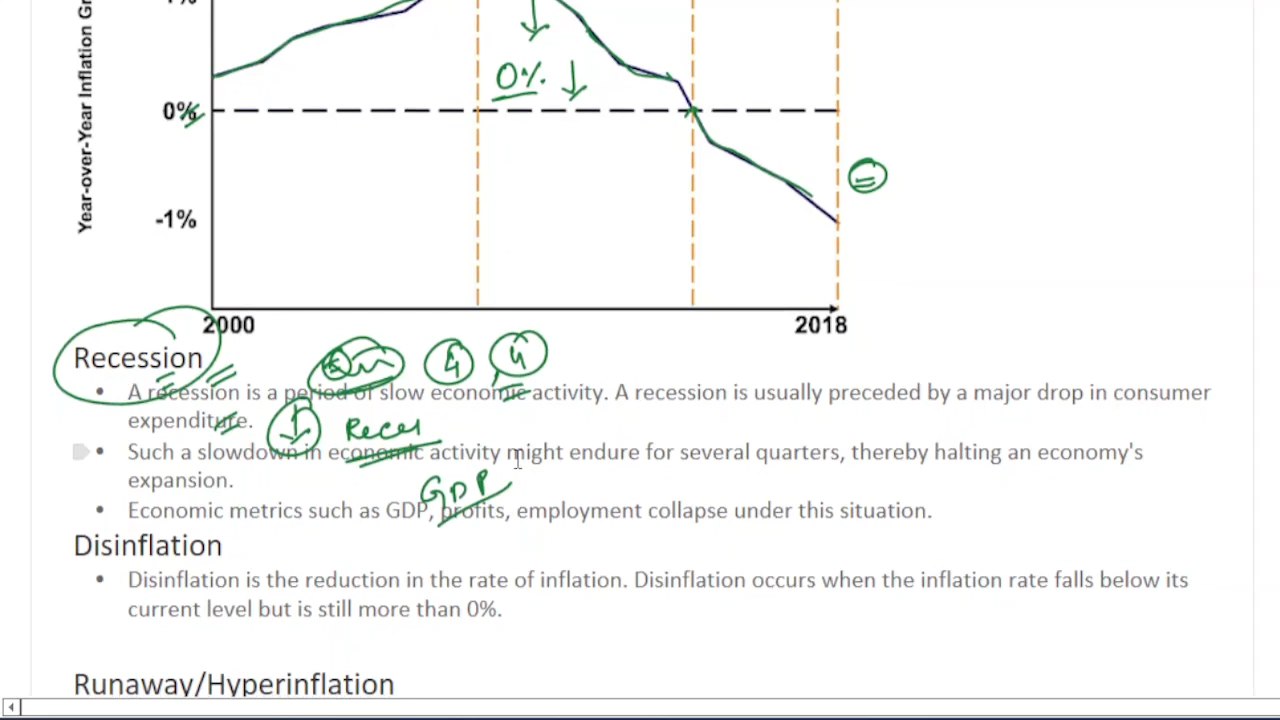 Year-over-Year Inflation Gr
0%
0%
-1%
2000
2018
Recession
4
4
• A recession is a period of slow economic activity. A recession is usually preceded by a major drop in consumer
expenditure.
Reces
• Such a slowdown in economic activity might endure for several quarters, thereby halting an economy's
expansion.
GDP
• Economic metrics such as GDP, profits, employment collapse under this situation.
Disinflation
• Disinflation is the reduction in the rate of inflation. Disinflation occurs when the inflation rate falls below its
current level but is still more than 0%.
Runaway/Hyperinflation